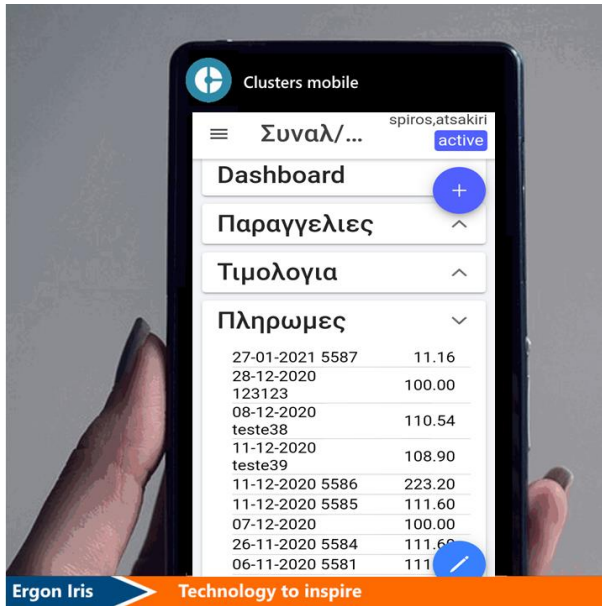 Clusters mobile
spiros,atsakiri
Συναλ/...
active
Dashboard
Παραγγελιες
Τιμολογια
Πληρωμες
27-01-2021 5587 11.16
28-12-2020
123123 100.00
08-12-2020
teste38 110.54
11-12-2020
teste39 108.90
11-12-2020 5586 223.20
11-12-2020 5585 111.60
07-12-2020 100.00
26-11-2020 5584
06-11-2020 5581
Ergon Iris Technology to inspire